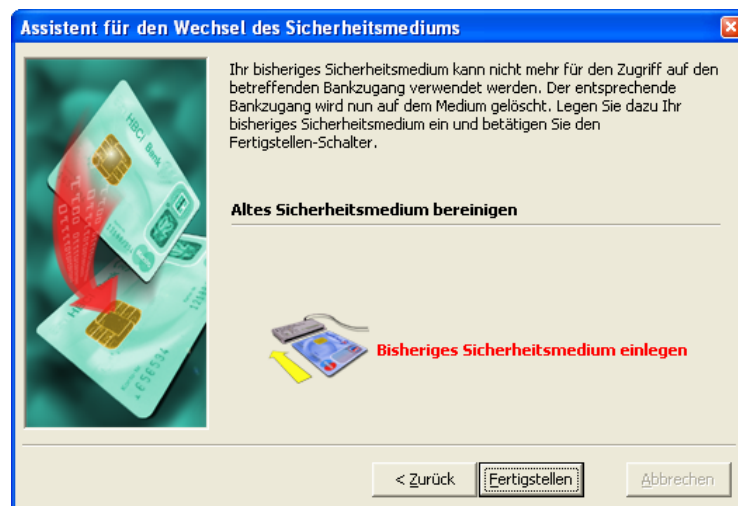 Assistent für den Wechsel des Sicherheitsmediums
Ihr bisheriges Sicherheitsmedium kann nicht mehr für den Zugriff auf den
betreffenden Bankzugang verwendet werden. Der entsprechende
Bankzugang wird nun auf dem Medium gelöscht. Legen Sie dazu Ihr
bisheriges Sicherheitsmedium ein und betätigen Sie den
Fertigstellen-Schalter.
HBCI Bank
Altes Sicherheitsmedium bereinigen
Bisheriges Sicherheitsmedium einlegen
< Zurück
Fertigstellen
Abbrechen